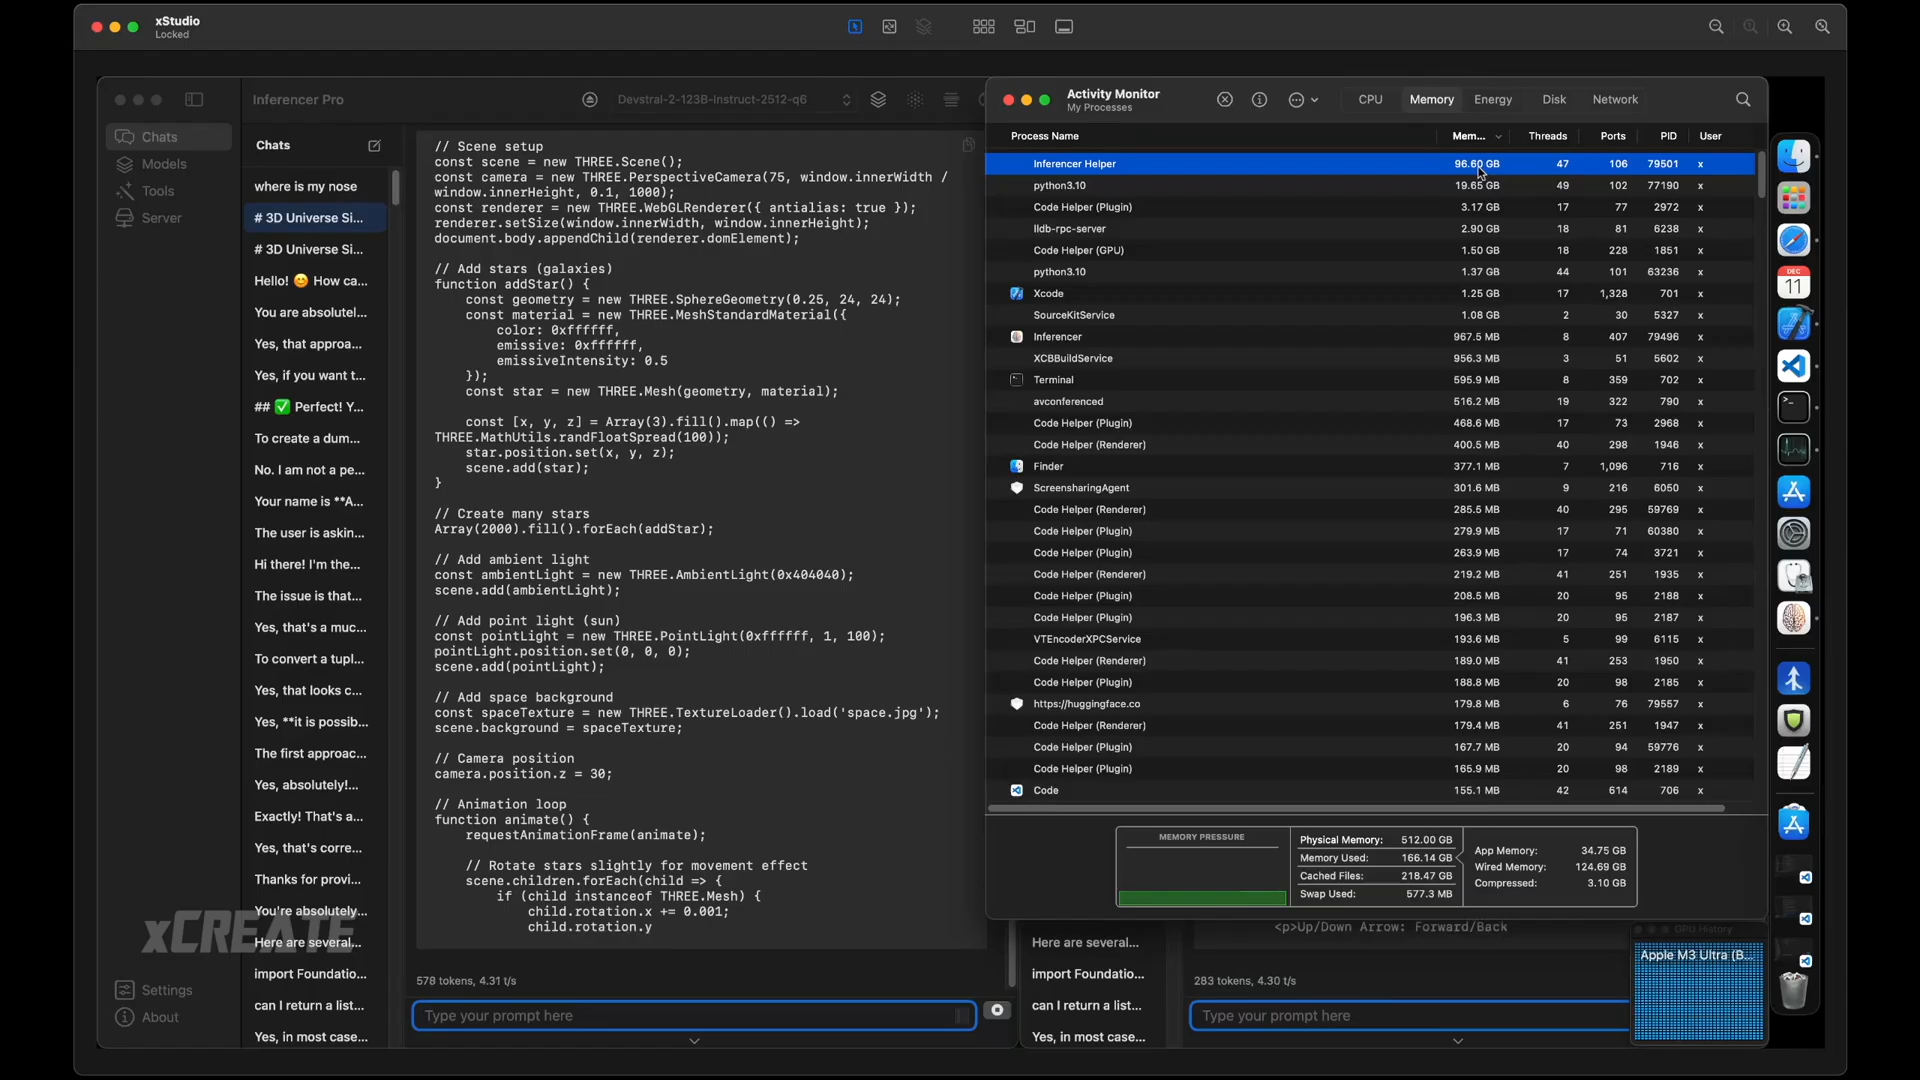 xStudio
Locked
Inferencer Pro
Devstral-2-123B-Instruct-2512-q6
Chats
Models
Tools
Server
Settings
About
Chats
where is my nose
# 3D Universe Si...
# 3D Universe Si...
Hello! 😊 How ca...
You are absolutel...
Yes, that approa...
Yes, if you want t...
## ✅ Perfect! Y...
To create a dum...
No. I am not a pe...
Your name is **A...
The user is askin...
Hi there! I'm the...
The issue is that...
Yes, that's a muc...
To convert a tupl...
Yes, that looks c...
Yes, **it is possib...
The first approac...
Yes, absolutely!...
Exactly! That's a...
Yes, that's corre...
Thanks for provi...
You're absolutely...
Here are several...
import Foundatio...
can I return a list...
Yes, in most case...
xCREATE
// Scene setup
const scene = new THREE.Scene();
const camera = new THREE.PerspectiveCamera(75, window.innerWidth /
window.innerHeight, 0.1, 1000);
const renderer = new THREE.WebGLRenderer({ antialias: true });
renderer.setSize(window.innerWidth, window.innerHeight);
document.body.appendChild(renderer.domElement);
// Add stars (galaxies)
function addStar() {
const geometry = new THREE.SphereGeometry(0.25, 24, 24);
const material = new THREE.MeshStandardMaterial({
color: 0xffffff,
emissive: 0xffffff,
emissiveIntensity: 0.5
});
const star = new THREE.Mesh(geometry, material);
const [x, y, z] = Array(3).fill().map(() =>
THREE.MathUtils.randFloatSpread(100));
star.position.set(x, y, z);
scene.add(star);
}
// Create many stars
Array(2000).fill().forEach(addStar);
// Add ambient light
const ambientLight = new THREE.AmbientLight(0x404040);
scene.add(ambientLight);
// Add point light (sun)
const pointLight = new THREE.PointLight(0xffffff, 1, 100);
pointLight.position.set(0, 0, 0);
scene.add(pointLight);
// Add space background
const spaceTexture = new THREE.TextureLoader().load('space.jpg');
scene.background = spaceTexture;
// Camera position
camera.position.z = 30;
// Animation loop
function animate() {
requestAnimationFrame(animate);
// Rotate stars slightly for movement effect
scene.children.forEach(child => {
if (child instanceof THREE.Mesh) {
child.rotation.x += 0.001;
child.rotation.y
578 tokens, 4.31 t/s
Type your prompt here
Activity Monitor
My Processes
CPU Memory Energy Disk Network
Process Name Mem... Threads Ports PID User
Inferencer Helper 96.60 GB 47 106 79501 x
python3.10 19.65 GB 49 102 77190 x
Code Helper (Plugin) 3.17 GB 17 77 2972 x
lldb-rpc-server 2.90 GB 18 81 6238 x
Code Helper (GPU) 1.50 GB 18 228 1851 x
python3.10 1.37 GB 44 101 63236 x
Xcode 1.25 GB 17 1,328 701 x
SourceKitService 1.08 GB 2 30 5327 x
Inferencer 967.5 MB 8 407 79496 x
XCBBuildService 956.3 MB 3 51 5602 x
Terminal 595.9 MB 8 359 702 x
avconferenced 516.2 MB 19 322 790 x
Code Helper (Plugin) 468.6 MB 17 73 2968 x
Code Helper (Renderer) 400.5 MB 40 298 1946 x
Finder 377.1 MB 7 1,096 716 x
ScreensharingAgent 301.6 MB 9 216 6050 x
Code Helper (Renderer) 285.5 MB 40 295 59769 x
Code Helper (Plugin) 279.9 MB 17 71 60380 x
Code Helper (Plugin) 263.9 MB 17 74 3721 x
Code Helper (Renderer) 219.2 MB 41 251 1935 x
Code Helper (Plugin) 208.5 MB 20 95 2188 x
Code Helper (Plugin) 196.3 MB 20 95 2187 x
VTEncoderXPCService 193.6 MB 5 99 6115 x
Code Helper (Renderer) 189.0 MB 41 253 1950 x
Code Helper (Plugin) 188.8 MB 20 98 2185 x
https://huggingface.co 179.8 MB 6 76 79557 x
Code Helper (Renderer) 179.4 MB 41 251 1947 x
Code Helper (Plugin) 167.7 MB 20 94 59776 x
Code Helper (Plugin) 165.9 MB 20 98 2189 x
Code 155.1 MB 42 614 706 x
MEMORY PRESSURE
Physical Memory: 512.00 GB
Memory Used: 166.14 GB
Cached Files: 218.47 GB
Swap Used: 577.3 MB
App Memory: 34.75 GB
Wired Memory: 124.69 GB
Compressed: 3.10 GB
Here are several...
import Foundatio...
can I return a list...
Yes, in most case...
<p>Up/Down Arrow: Forward/Back
283 tokens, 4.30 t/s
Type your prompt here
GPU History
Apple M3 Ultra (B...
DEC
11